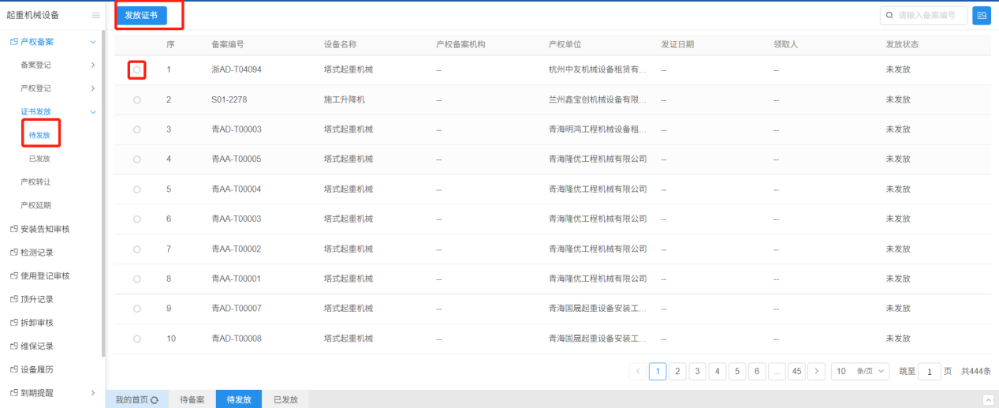 起重机械设备
产权备案
备案登记
产权登记
证书发放
待发放
已发放
产权转让
产权延期
安装告知审核
检测记录
使用登记审核
顶升记录
拆卸审核
维保记录
设备履历
到期提醒
发放证书
请输入备案编号
序 备案编号 设备名称 产权备案机构 产权单位 发证日期 领取人 发放状态
1 浙AD-T04094 塔式起重机械 -- 杭州中友机械设备租赁有... -- -- 未发放
2 S01-2278 施工升降机 -- 兰州鑫宝创机械设备有限... -- -- 未发放
3 青AD-T00003 塔式起重机械 -- 青海明鸿工程机械设备租... -- -- 未发放
4 青AA-T00005 塔式起重机械 -- 青海隆优工程机械有限公司 -- -- 未发放
5 青AA-T00004 塔式起重机械 -- 青海隆优工程机械有限公司 -- -- 未发放
6 青AA-T00003 塔式起重机械 -- 青海隆优工程机械有限公司 -- -- 未发放
7 青AA-T00002 塔式起重机械 -- 青海隆优工程机械有限公司 -- -- 未发放
8 青AA-T00001 塔式起重机械 -- 青海隆优工程机械有限公司 -- -- 未发放
9 青AD-T00007 塔式起重机械 -- 青海国晟起重设备安装工... -- -- 未发放
10 青AD-T00008 塔式起重机械 -- 青海国晟起重设备安装工... -- -- 未发放
1 2 3 4 5 6 ... 45 10 条/页 跳至 1 页 共444条
我的首页 待备案 待发放 已发放